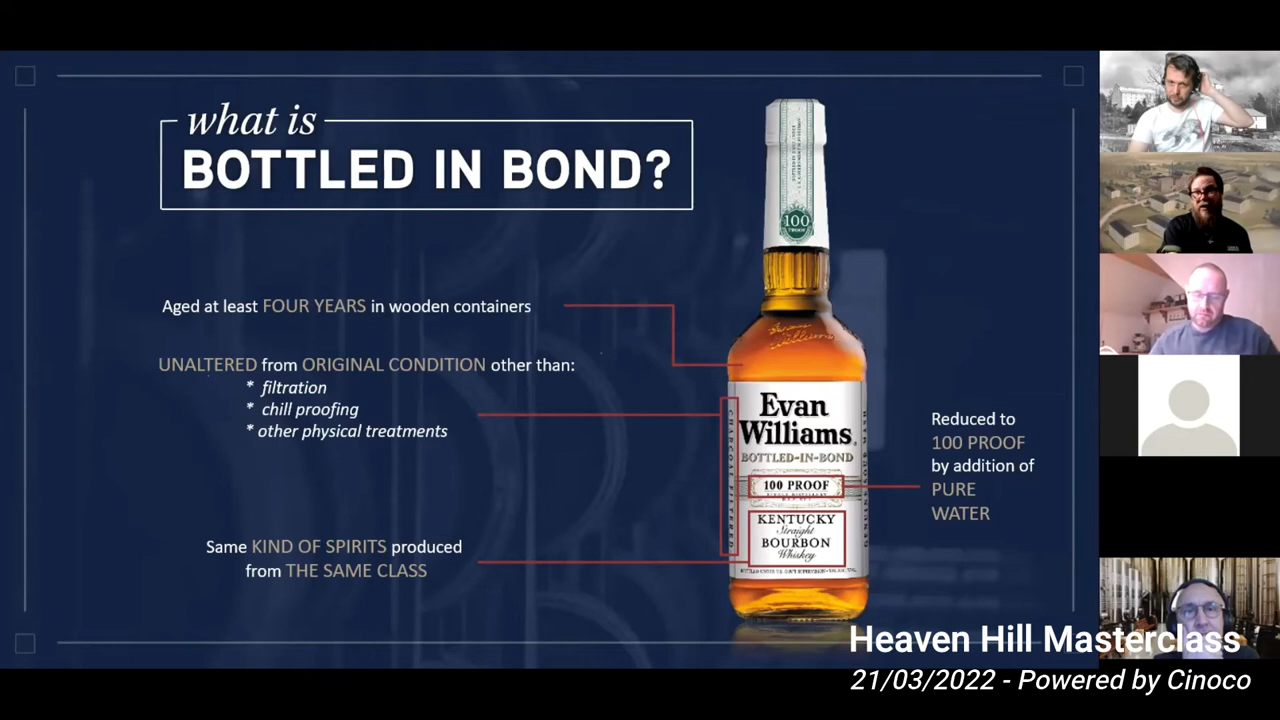 what is
BOTTLED IN BOND?
Aged at least FOUR YEARS in wooden containers
UNALTERED from ORIGINAL CONDITION other than:
* filtration
* chill proofing
* other physical treatments
Same KIND OF SPIRITS produced
from THE SAME CLASS
100
PROOF
Evan
Williams
BOTTLED-IN-BOND
100 PROOF
KENTUCKY
Straight
BOURBON
Whiskey
CHARCOAL FILTERED
Reduced to
100 PROOF
by addition of
PURE
WATER
Heaven Hill Masterclass
21/03/2022 - Powered by Cinoco